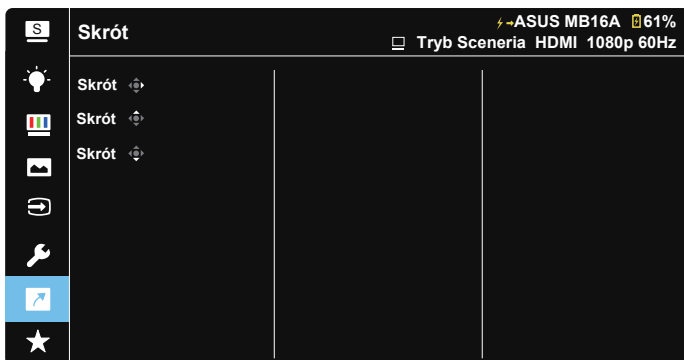 S
Skrót
ASUS MB16A 61%
Tryb Sceneria HDMI 1080p 60Hz
Skrót
Skrót
Skrót